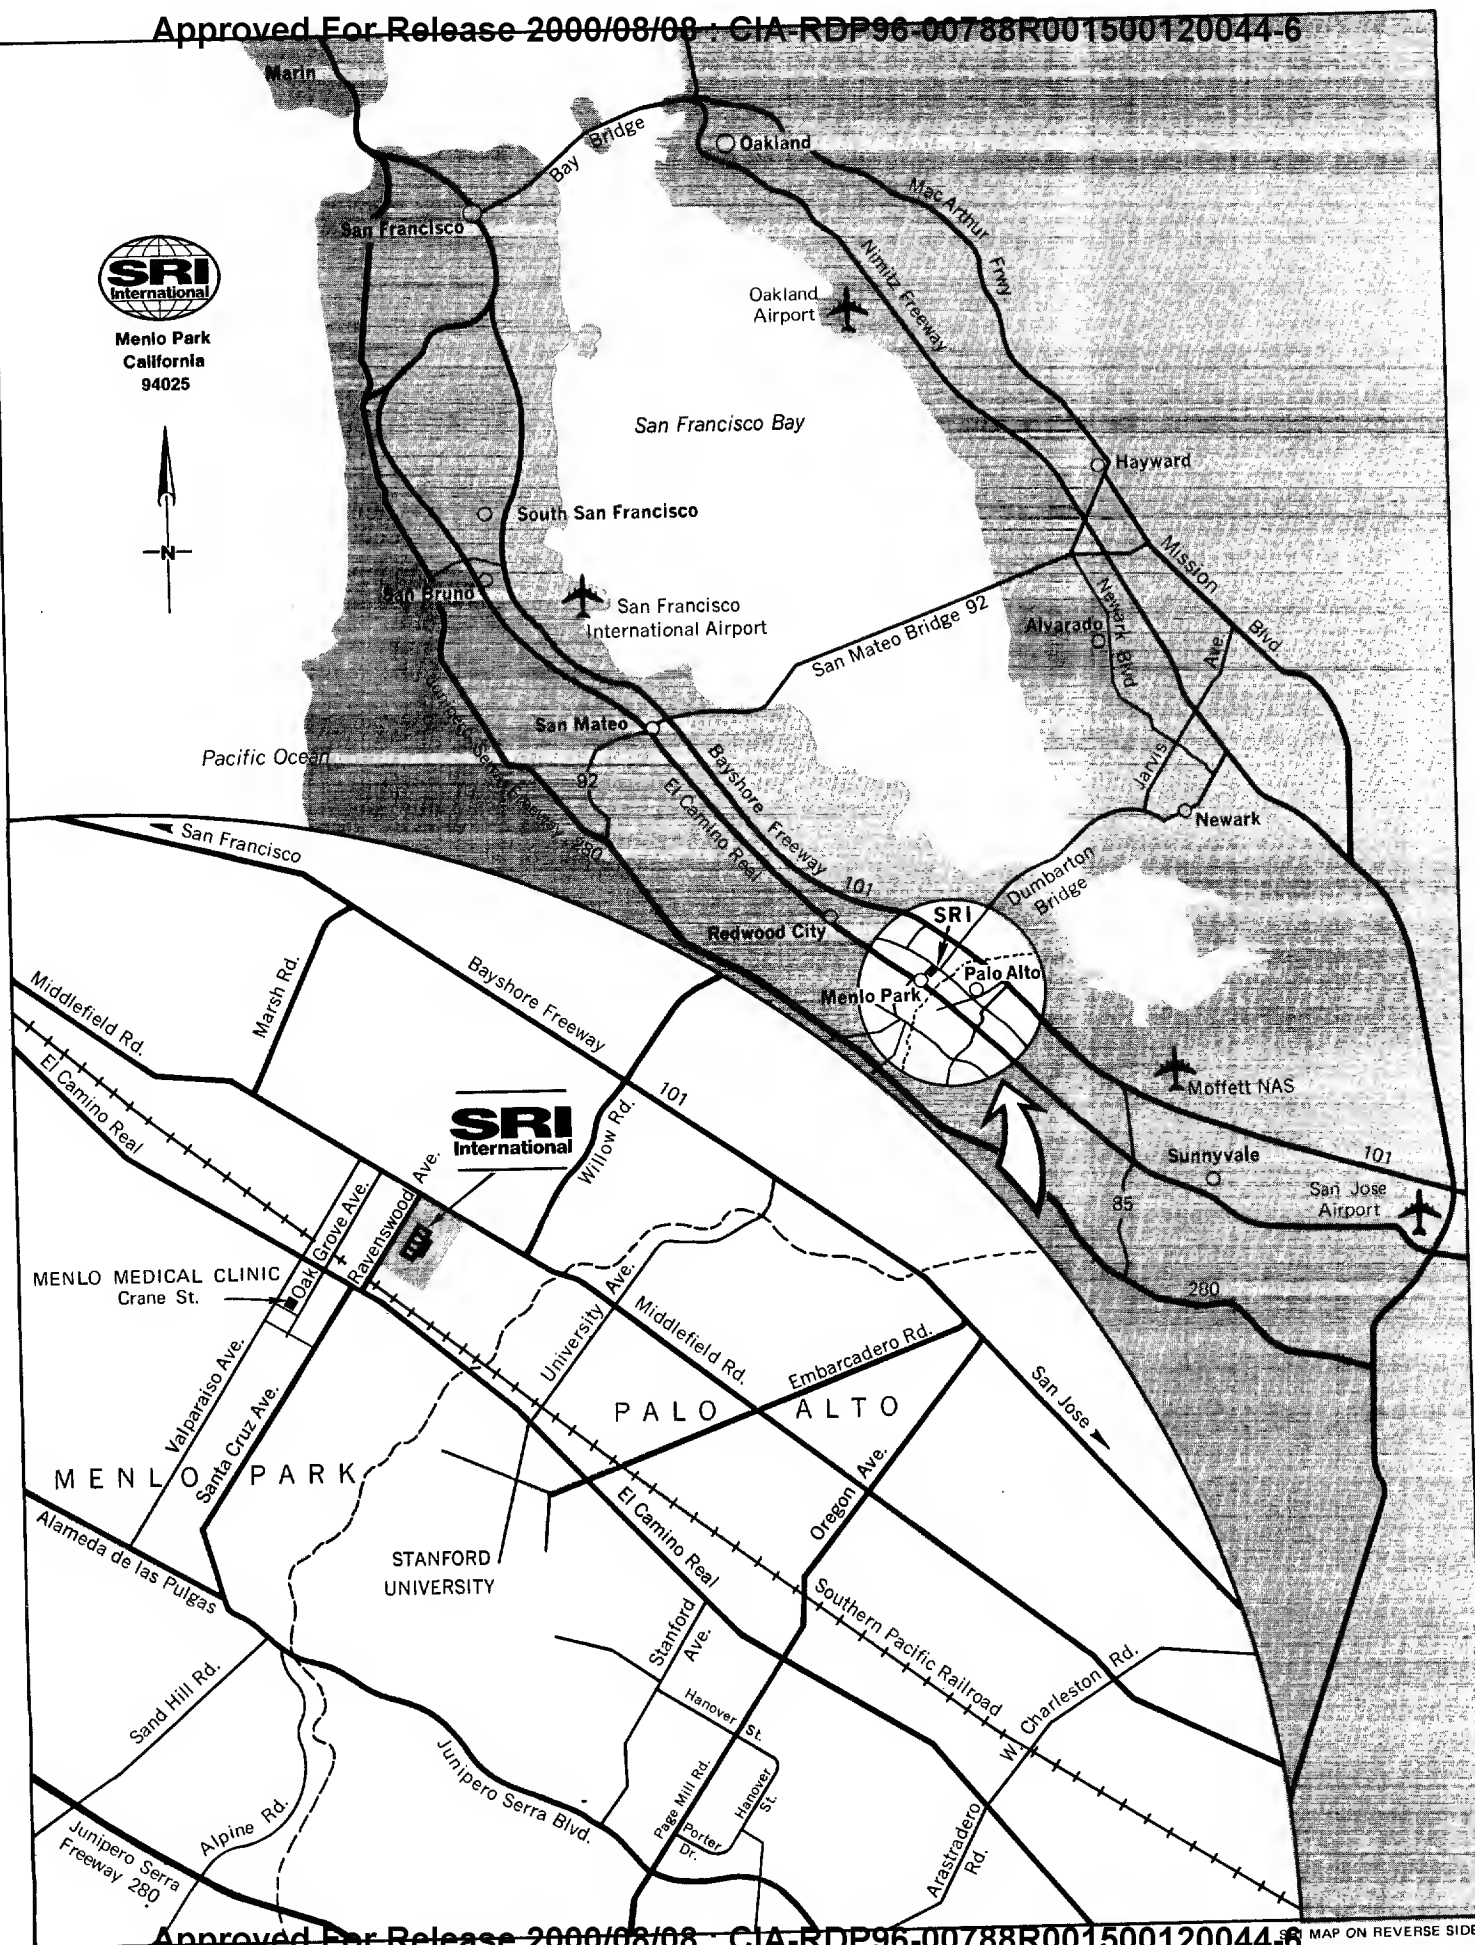 Approved For Release 2000/08/08 : CIA-RDP96-00788R001500120044-6
Marin
Bay Bridge
Oakland
Mac Arthur Frwy
San Francisco
Nimitz Freeway
SRI
International
Menlo Park
California
94025
Oakland
Airport
San Francisco Bay
Hayward
South San Francisco
N
Mission Blvd
San Bruno
San Francisco
International Airport
San Mateo Bridge 92
Newark Blvd
Alvarado
Ave.
Jarvis
San Mateo
Pacific Ocean
Junipero Serra Freeway 280
92
Bayshore Freeway 101
El Camino Real
Newark
Dumbarton
Bridge
San Francisco
Redwood City
SRI
Palo Alto
Menlo Park
Moffett NAS
Sunnyvale
101
San Jose
Airport
85
280
Marsh Rd.
Bayshore Freeway
101
Middlefield Rd.
El Camino Real
SRI
International
Willow Rd.
Oak Grove Ave.
Ravenswood Ave.
MENLO MEDICAL CLINIC
Crane St.
University Ave.
Middlefield Rd.
Embarcadero Rd.
San Jose
Valparaiso Ave.
Santa Cruz Ave.
PALO ALTO
MENLO PARK
Oregon Ave.
El Camino Real
Alameda de las Pulgas
STANFORD
UNIVERSITY
Southern Pacific Railroad
Stanford
Ave.
Sand Hill Rd.
Hanover St.
W. Charleston Rd.
Junipero Serra Blvd.
Page Mill Rd.
Hanover
St.
Porter
Dr.
Alpine Rd.
Arastradero
Rd.
Junipero Serra
Freeway 280
Approved For Release 2000/08/08 : CIA-RDP96-00788R001500120044-6
MAP ON REVERSE SIDE